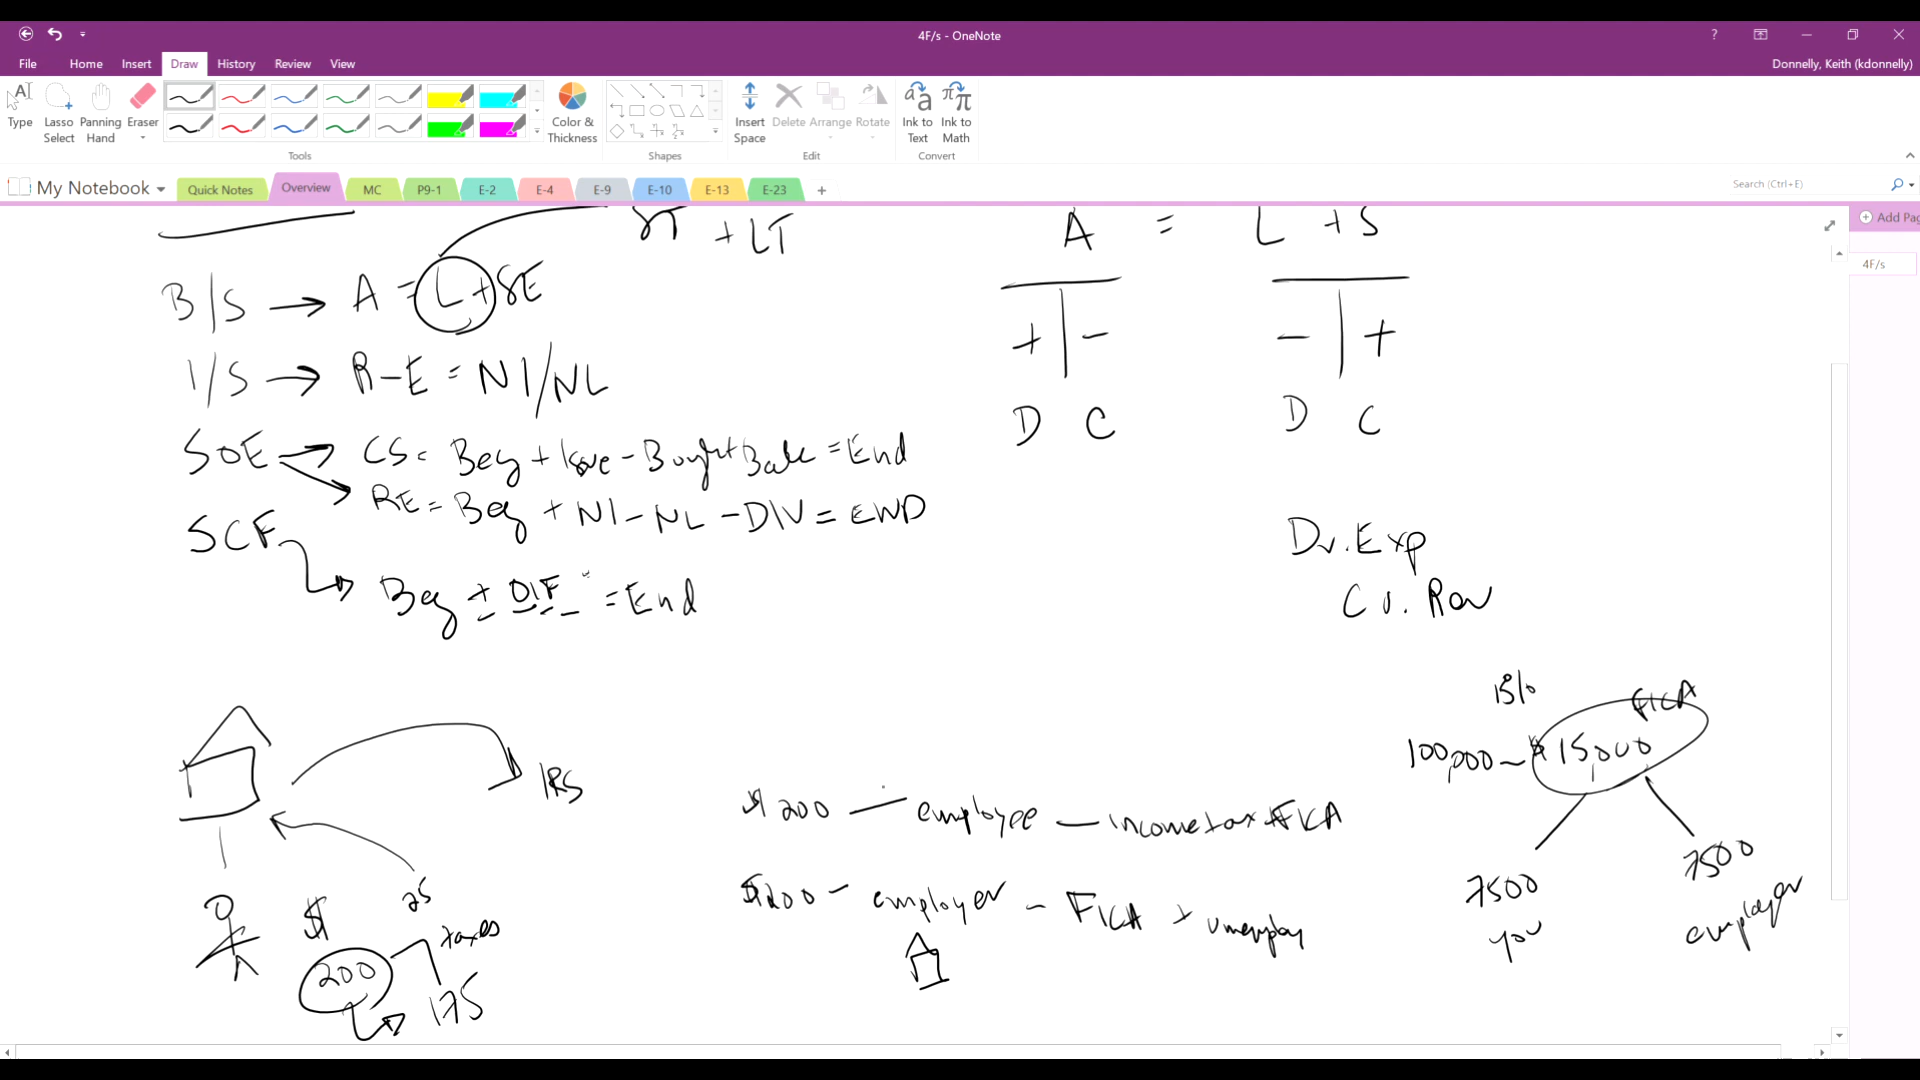 4F/s - OneNote
?
File Home Insert Draw History Review View
Donnelly, Keith (kdonnelly)
Type
Lasso Select
Panning Hand
Eraser
Color & Thickness
Insert Space
Delete
Arrange
Rotate
Ink to Text
Ink to Math
Tools
Shapes
Edit
Convert
My Notebook
Quick Notes Overview MC P9-1 E-2 E-4 E-9 E-10 E-13 E-23 +
Search (Ctrl+E)
Add Pag
4F/s
ST + LT
A = L + S
B/S → A = L + SE
+ | -
- | +
I/S → R - E = NI/NL
D C
D C
SOE → CS = Beg + Issue - Bought Back = End
RE = Beg + NI - NL - DIV = END
SCF
Beg ± OIF = End
Dr. Exp
Cr. Rev
15%
FICA
100,000 - $15,000
IRS
$200 — employee — income tax + FICA
7500
you
7500
employer
$200 - employer - FICA + unemploy
25
$
taxes
200
175